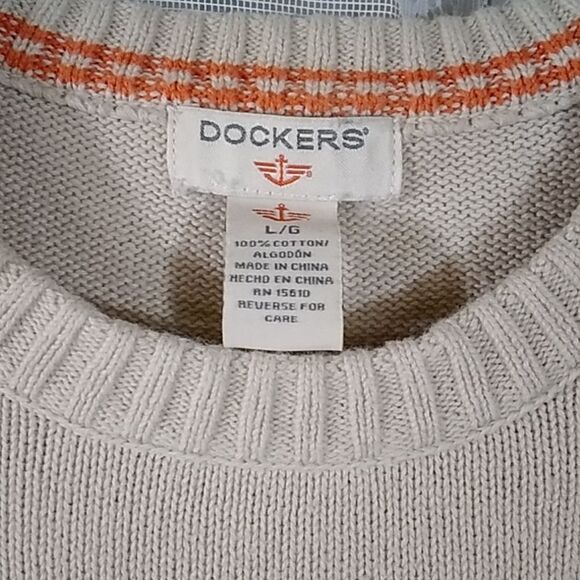 DOCKERS®
L/G
100% COTTON/
ALGODÓN
MADE IN CHINA
HECHO EN CHINA
RN 15610
REVERSE FOR
CARE